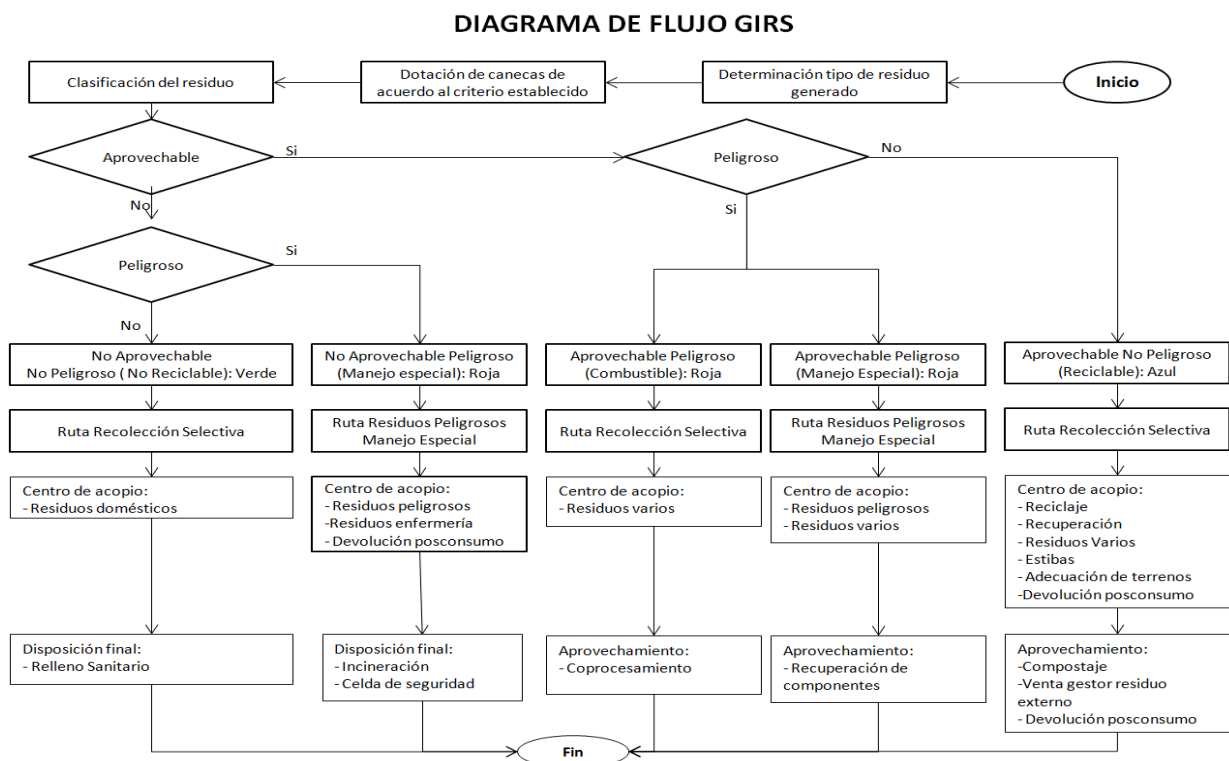 DIAGRAMA DE FLUJO GIRS
Inicio
Determinación tipo de residuo
generado
Dotación de canecas de
acuerdo al criterio establecido
Clasificación del residuo
Aprovechable
Si
No
Peligroso
No
Si
Peligroso
Si
No
No Aprovechable
No Peligroso ( No Reciclable): Verde
Ruta Recolección Selectiva
Centro de acopio:
- Residuos domésticos
Disposición final:
- Relleno Sanitario
No Aprovechable Peligroso
(Manejo especial): Roja
Ruta Residuos Peligrosos
Manejo Especial
Centro de acopio:
- Residuos peligrosos
-Residuos enfermería
- Devolución posconsumo
Disposición final:
- Incineración
- Celda de seguridad
Aprovechable Peligroso
(Combustible): Roja
Ruta Recolección Selectiva
Centro de acopio:
- Residuos varios
Aprovechamiento:
- Coprocesamiento
Aprovechable Peligroso
(Manejo Especial): Roja
Ruta Residuos Peligrosos
Manejo Especial
Centro de acopio:
- Residuos peligrosos
- Residuos varios
Aprovechamiento:
- Recuperación de
componentes
Aprovechable No Peligroso
(Reciclable): Azul
Ruta Recolección Selectiva
Centro de acopio:
- Reciclaje
- Recuperación
- Residuos Varios
- Estibas
- Adecuación de terrenos
-Devolución posconsumo
Aprovechamiento:
-Compostaje
-Venta gestor residuo
externo
- Devolución posconsumo
Fin